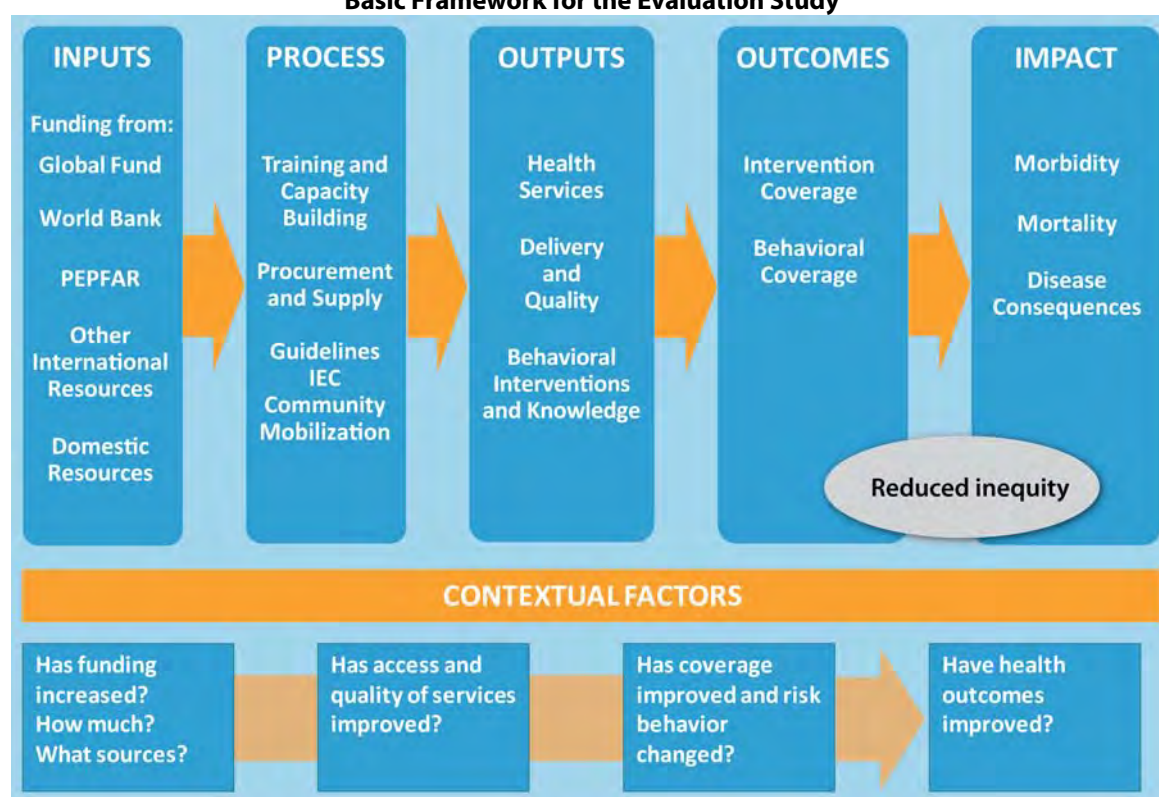 Basic Framework for the Evaluation Study
INPUTS
Funding from:
Global Fund
World Bank
PEPFAR
Other
International
Resources
Domestic
Resources
PROCESS
Training and
Capacity
Building
Procurement
and Supply
Guidelines
IEC
Community
Mobilization
OUTPUTS
Health
Services
Delivery
and
Quality
Behavioral
Interventions
and Knowledge
OUTCOMES
Intervention
Coverage
Behavioral
Coverage
IMPACT
Morbidity
Mortality
Disease
Consequences
Reduced inequity
CONTEXTUAL FACTORS
Has funding
increased?
How much?
What sources?
Has access and
quality of services
improved?
Has coverage
improved and risk
behavior
changed?
Have health
outcomes
improved?